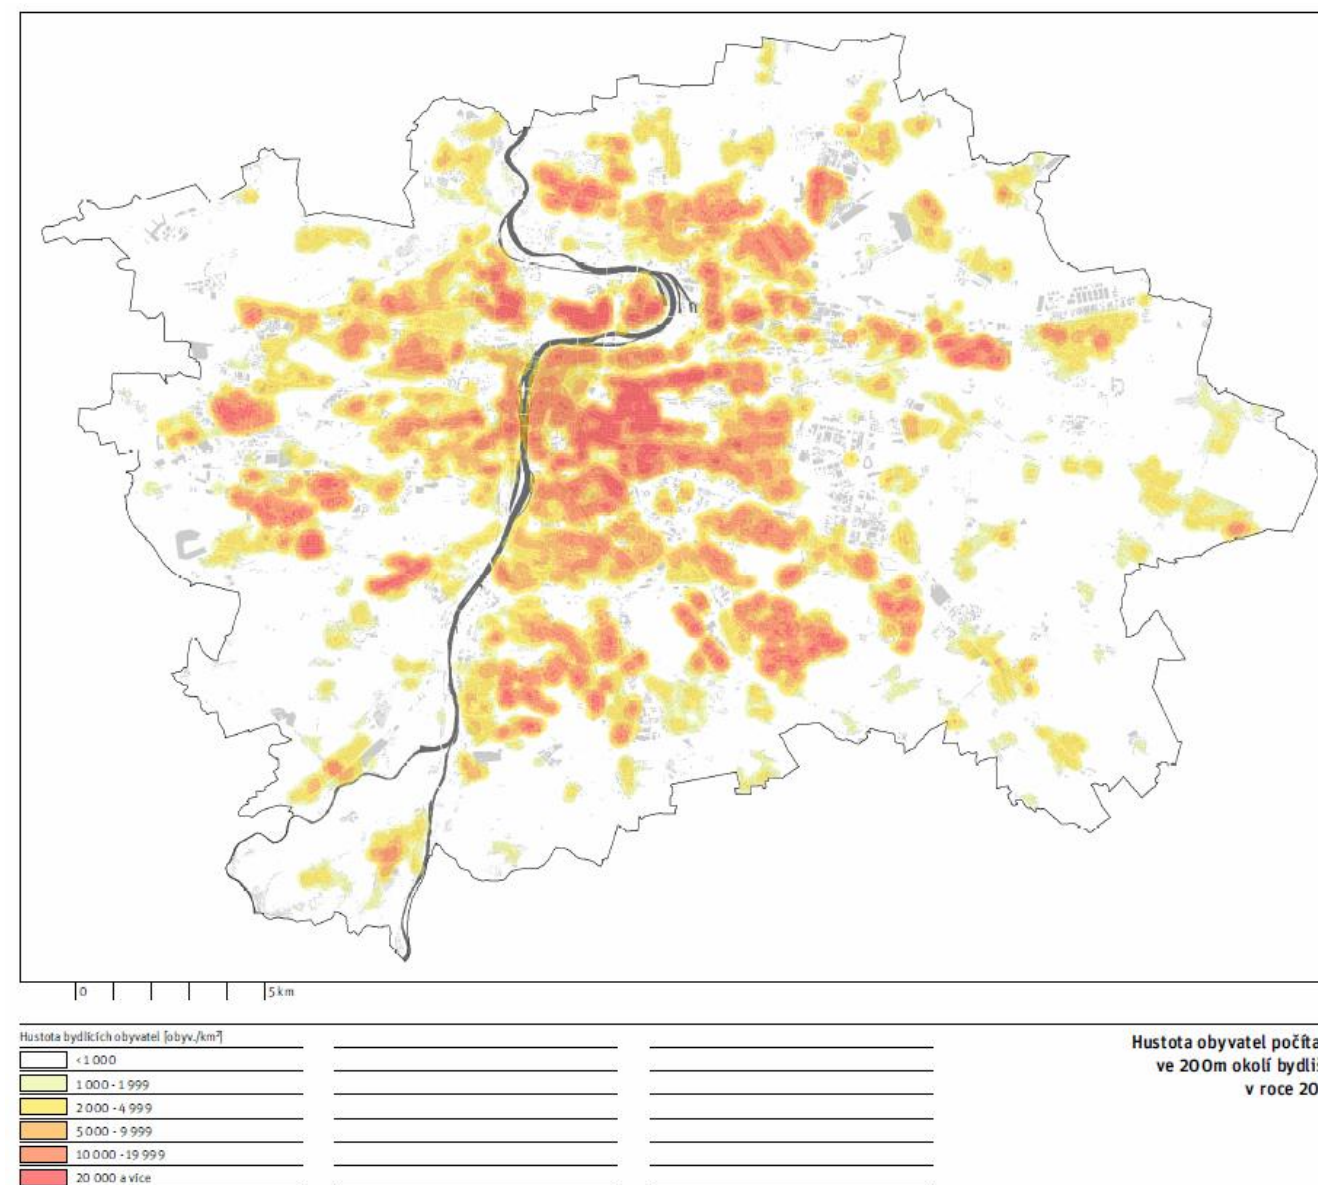 0 5 km
Hustota bydlících obyvatel [obyv./km²]
< 1 000
1 000 - 1 999
2 000 - 4 999
5 000 - 9 999
10 000 - 19 999
20 000 a více
Hustota obyvatel počíta
ve 200m okolí bydliš
v roce 20